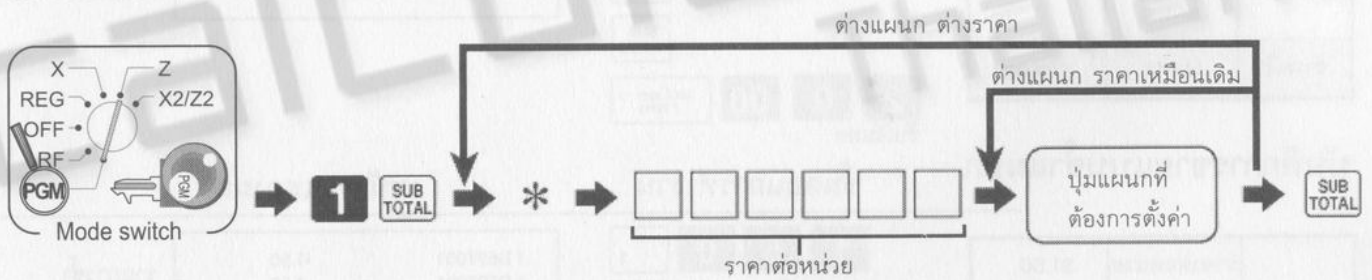 ต่างแผนก ต่างราคา
ต่างแผนก ราคาเหมือนเดิม
X
Z
REG
X2/Z2
OFF
RF
PGM
PGM
Mode switch
1
SUB TOTAL
*
ปุ่มแผนกที่
ต้องการตั้งค่า
SUB TOTAL
ราคาต่อหน่วย